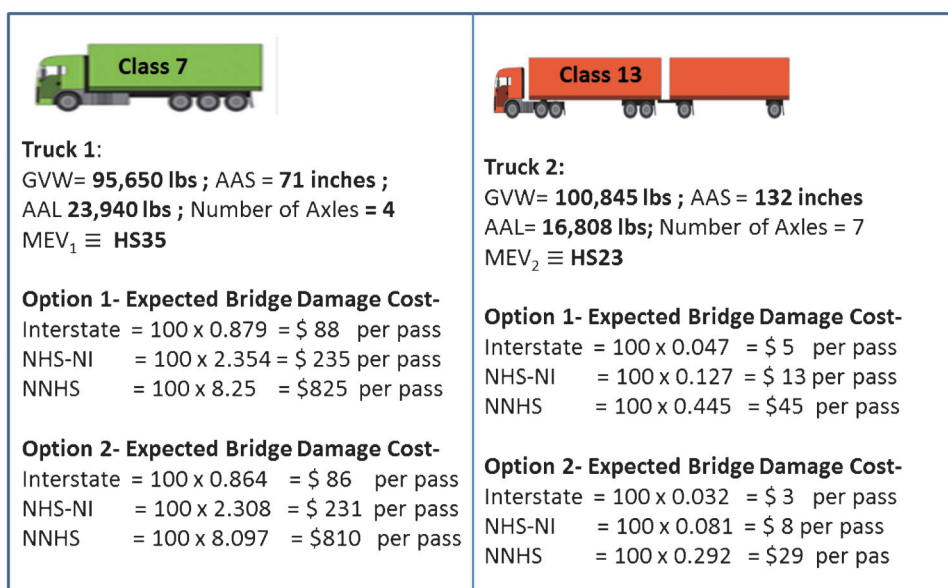 Class 7
Truck 1:
GVW= 95,650 lbs ; AAS = 71 inches ;
AAL 23,940 lbs ; Number of Axles = 4
MEV₁ ≡ HS35
Option 1- Expected Bridge Damage Cost-
Interstate = 100 x 0.879 = $ 88 per pass
NHS-NI = 100 x 2.354 = $ 235 per pass
NNHS = 100 x 8.25 = $825 per pass
Option 2- Expected Bridge Damage Cost-
Interstate = 100 x 0.864 = $ 86 per pass
NHS-NI = 100 x 2.308 = $ 231 per pass
NNHS = 100 x 8.097 = $810 per pass
Class 13
Truck 2:
GVW= 100,845 lbs ; AAS = 132 inches
AAL= 16,808 lbs; Number of Axles = 7
MEV₂ ≡ HS23
Option 1- Expected Bridge Damage Cost-
Interstate = 100 x 0.047 = $ 5 per pass
NHS-NI = 100 x 0.127 = $ 13 per pass
NNHS = 100 x 0.445 = $45 per pass
Option 2- Expected Bridge Damage Cost-
Interstate = 100 x 0.032 = $ 3 per pass
NHS-NI = 100 x 0.081 = $ 8 per pass
NNHS = 100 x 0.292 = $29 per pas